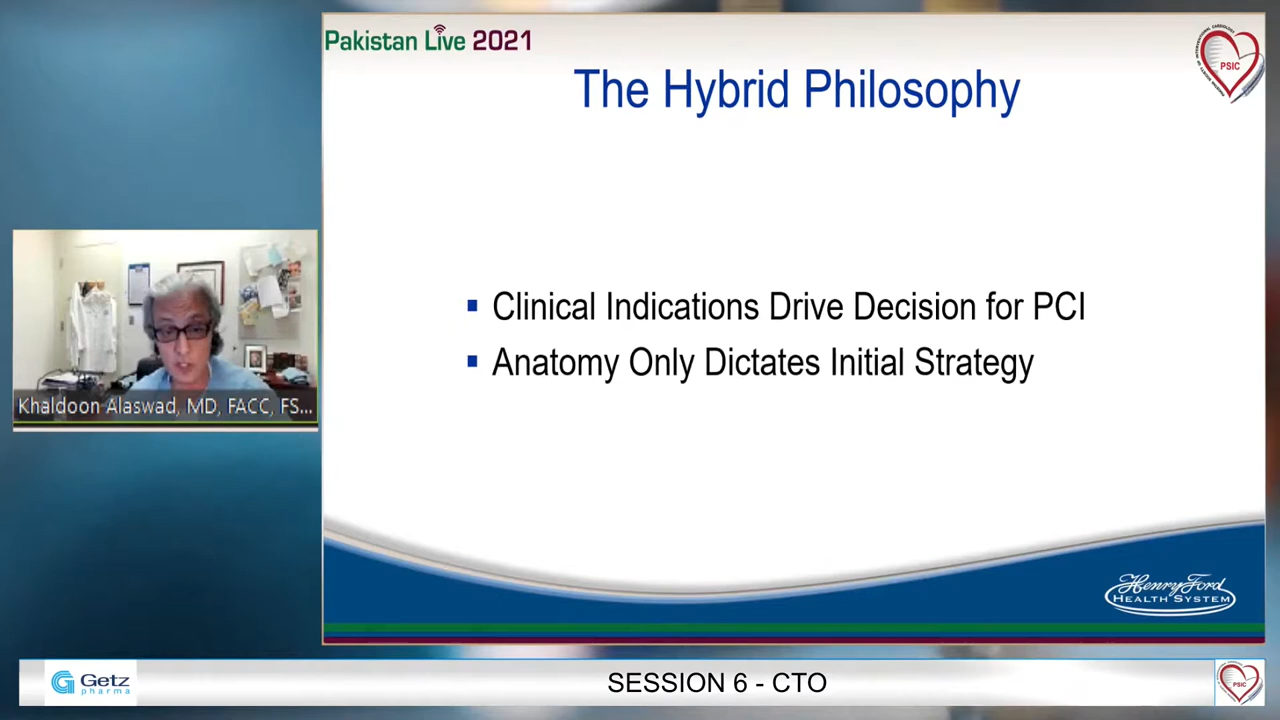 Pakistan Live 2021
PSIC
The Hybrid Philosophy
▪ Clinical Indications Drive Decision for PCI
▪ Anatomy Only Dictates Initial Strategy
Khaldoon Alaswad, MD, FACC, FS...
Henry Ford
HEALTH SYSTEM
Getz
pharma
SESSION 6 - CTO
PSIC